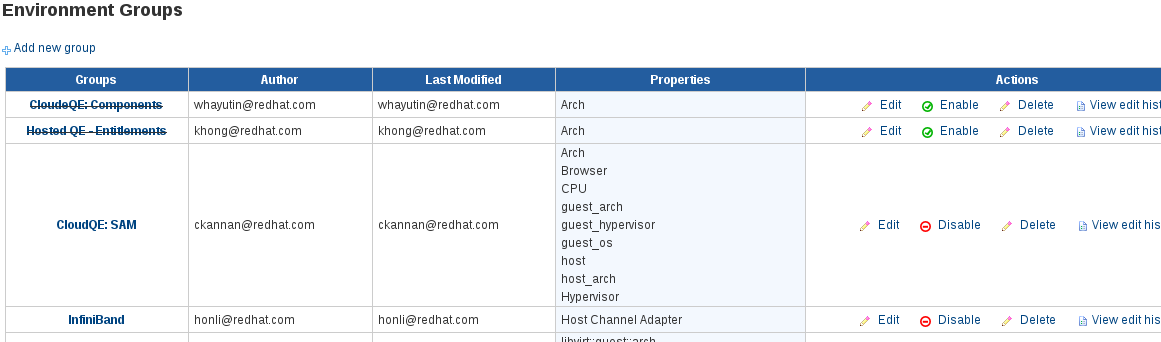 Environment Groups
Add new group
Groups Author Last Modified Properties Actions
CloudeQE: Components whayutin@redhat.com whayutin@redhat.com Arch Edit Enable Delete View edit hist
Hosted QE - Entitlements khong@redhat.com khong@redhat.com Arch Edit Enable Delete View edit hist
Arch
Browser
CPU
guest_arch
CloudQE: SAM ckannan@redhat.com ckannan@redhat.com guest_hypervisor Edit Disable Delete View edit his
guest_os
host
host_arch
Hypervisor
InfiniBand honli@redhat.com honli@redhat.com Host Channel Adapter Edit Disable Delete View edit his
libvirt::guest::arch